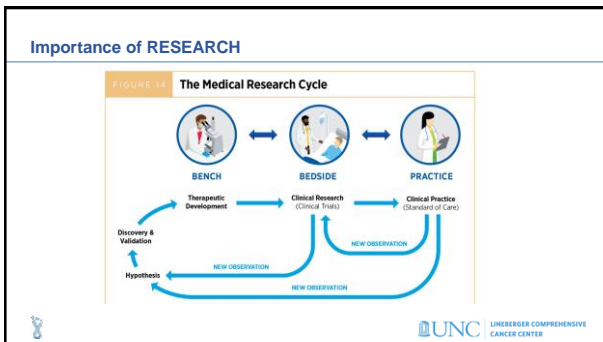 Importance of RESEARCH
FIGURE 14 The Medical Research Cycle
BENCH BEDSIDE PRACTICE
Therapeutic
Development
Clinical Research
(Clinical Trials)
Clinical Practice
(Standard of Care)
Discovery &
Validation
NEW OBSERVATION
Hypothesis
NEW OBSERVATION
NEW OBSERVATION
UNC LINEBERGER COMPREHENSIVE
CANCER CENTER